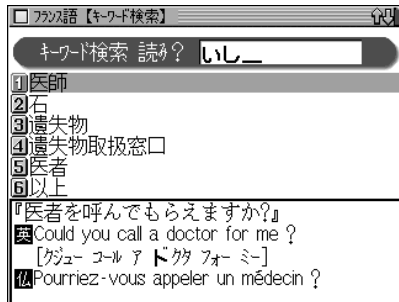 フランス語【キーワード検索】
キーワード検索 読み? いし_
1医師
2石
3遺失物
4遺失物取扱窓口
5医者
6以上
『医者を呼んでもらえますか?』
英Could you call a doctor for me ?
[クジュー コール ア ドクタ フォー ミー]
仏Pourriez-vous appeler un médecin ?